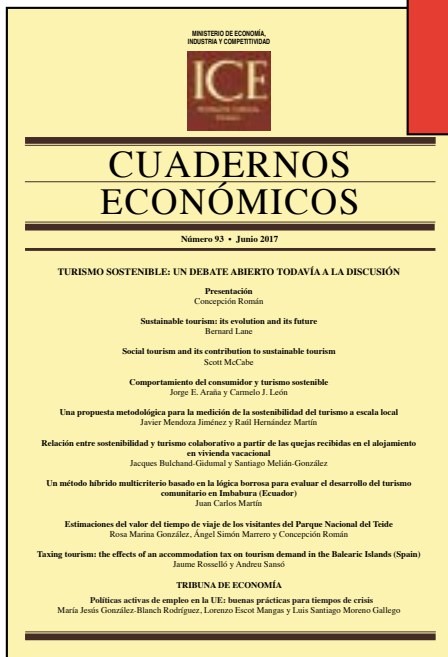 MINISTERIO DE ECONOMÍA,
INDUSTRIA Y COMPETITIVIDAD
ICE
CUADERNOS
ECONÓMICOS
Número 93 • Junio 2017
TURISMO SOSTENIBLE: UN DEBATE ABIERTO TODAVÍA A LA DISCUSIÓN
Presentación
Concepción Román
Sustainable tourism: its evolution and its future
Bernard Lane
Social tourism and its contribution to sustainable tourism
Scott McCabe
Comportamiento del consumidor y turismo sostenible
Jorge E. Araña y Carmelo J. León
Una propuesta metodológica para la medición de la sostenibilidad del turismo a escala local
Javier Mendoza Jiménez y Raúl Hernández Martín
Relación entre sostenibilidad y turismo colaborativo a partir de las quejas recibidas en el alojamiento
en vivienda vacacional
Jacques Bulchand-Gidumal y Santiago Melián-González
Un método híbrido multicriterio basado en la lógica borrosa para evaluar el desarrollo del turismo
comunitario en Imbabura (Ecuador)
Juan Carlos Martín
Estimaciones del valor del tiempo de viaje de los visitantes del Parque Nacional del Teide
Rosa Marina González, Ángel Simón Marrero y Concepción Román
Taxing tourism: the effects of an accommodation tax on tourism demand in the Balearic Islands (Spain)
Jaume Rosselló y Andreu Sansó
TRIBUNA DE ECONOMÍA
Políticas activas de empleo en la UE: buenas prácticas para tiempos de crisis
María Jesús González-Blanch Rodríguez, Lorenzo Escot Mangas y Luis Santiago Moreno Gallego